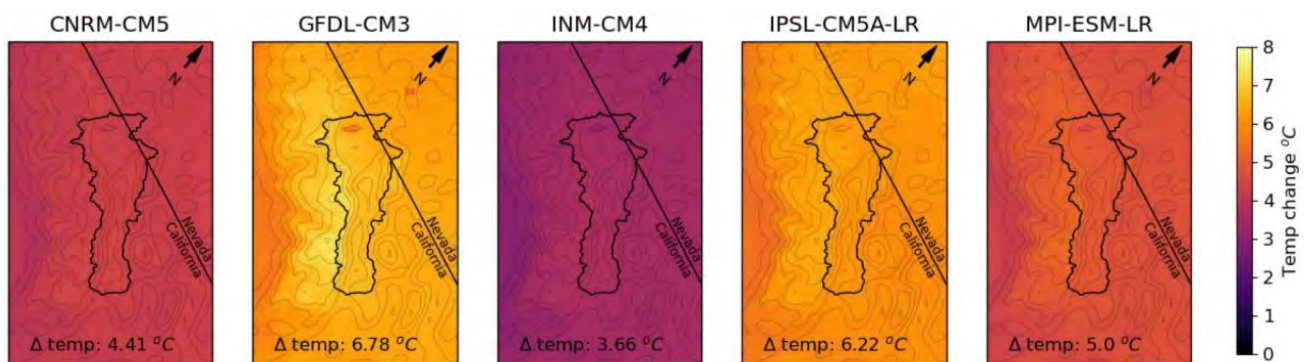 CNRM-CM5
GFDL-CM3
INM-CM4
IPSL-CM5A-LR
MPI-ESM-LR
N
N
N
N
N
Nevada
California
Nevada
California
Nevada
California
Nevada
California
Nevada
California
Δ temp: 4.41 °C
Δ temp: 6.78 °C
Δ temp: 3.66 °C
Δ temp: 6.22 °C
Δ temp: 5.0 °C
8
7
6
5
4
3
2
1
0
Temp change °C